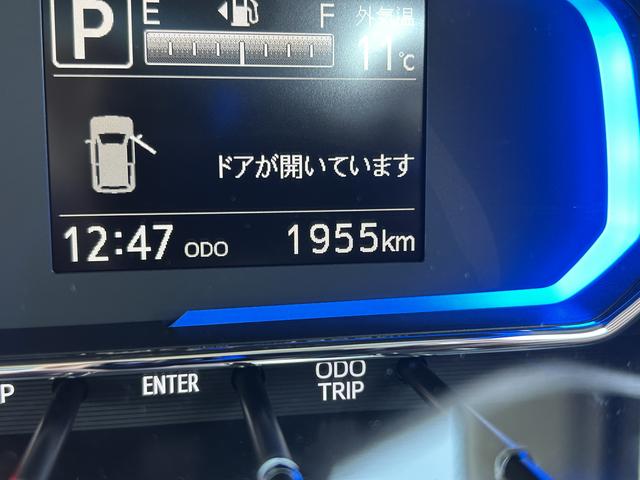 P E F 外気温
11℃
ドアが開いています
12:47 ODO 1955km
P ENTER ODO
TRIP